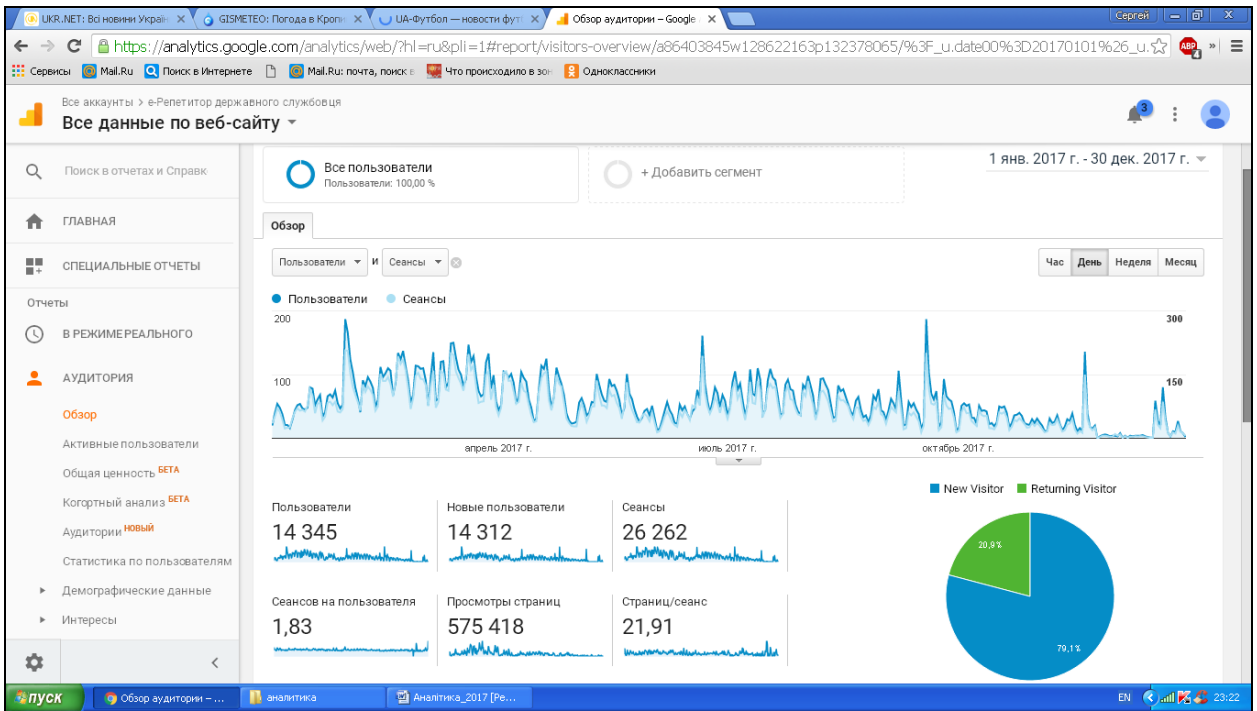 UKR.NET: Всі новини Україн
GISMETEO: Погода в Кропи
UA-Футбол — новости фут
Обзор аудитории – Google
Сергей
https://analytics.google.com/analytics/web/?hl=ru&pli=1#report/visitors-overview/a86403845w128622163p132378065/%3F_u.date00%3D20170101%26_u.
ABP
4
Сервисы
Mail.Ru
Поиск в Интернете
Mail.Ru: почта, поиск в
Что происходило в зон
Одноклассники
Все аккаунты > е-Репетитор державного службовця
Все данные по веб-сайту
3
Поиск в отчетах и Справк
ГЛАВНАЯ
СПЕЦИАЛЬНЫЕ ОТЧЕТЫ
Отчеты
В РЕЖИМЕ РЕАЛЬНОГО
АУДИТОРИЯ
Обзор
Активные пользователи
Общая ценность БЕТА
Когортный анализ БЕТА
Аудитории НОВЫЙ
Статистика по пользователям
Демографические данные
Интересы
Все пользователи
Пользователи: 100,00 %
+ Добавить сегмент
1 янв. 2017 г. - 30 дек. 2017 г.
Обзор
Пользователи и Сеансы
Час День Неделя Месяц
Пользователи Сеансы
200 300
100 150
апрель 2017 г. июль 2017 г. октябрь 2017 г.
New Visitor Returning Visitor
Пользователи
14 345
Новые пользователи
14 312
Сеансы
26 262
Сеансов на пользователя
1,83
Просмотры страниц
575 418
Страниц/сеанс
21,91
20,9%
79,1%
пуск
Обзор аудитории – ...
аналитика
Аналітика_2017 [Ре...
EN
23:22